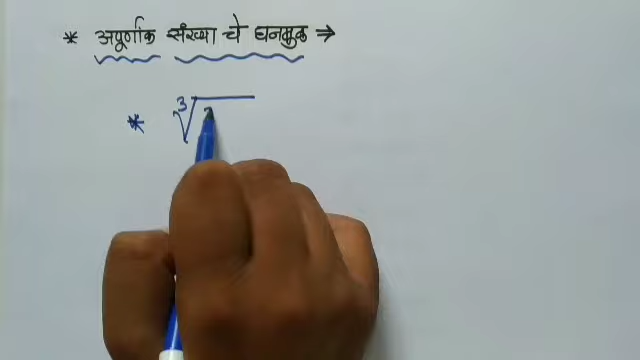 * अपूर्णांक संख्या चे घनमुळ ⇒
* ∛